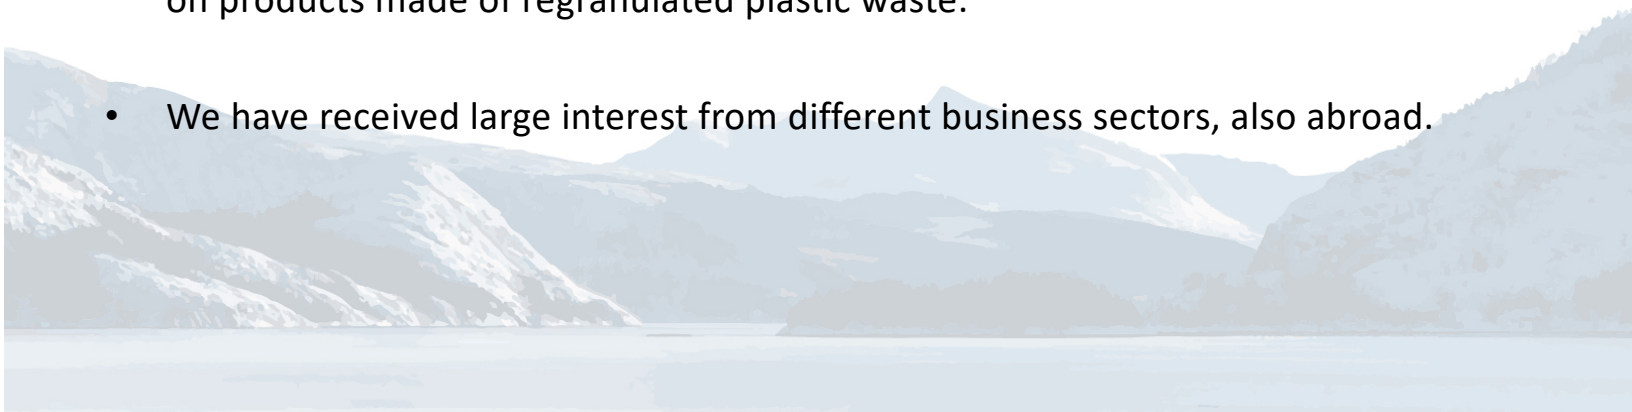 on products made of regranulated plastic waste.
• We have received large interest from different business sectors, also abroad.